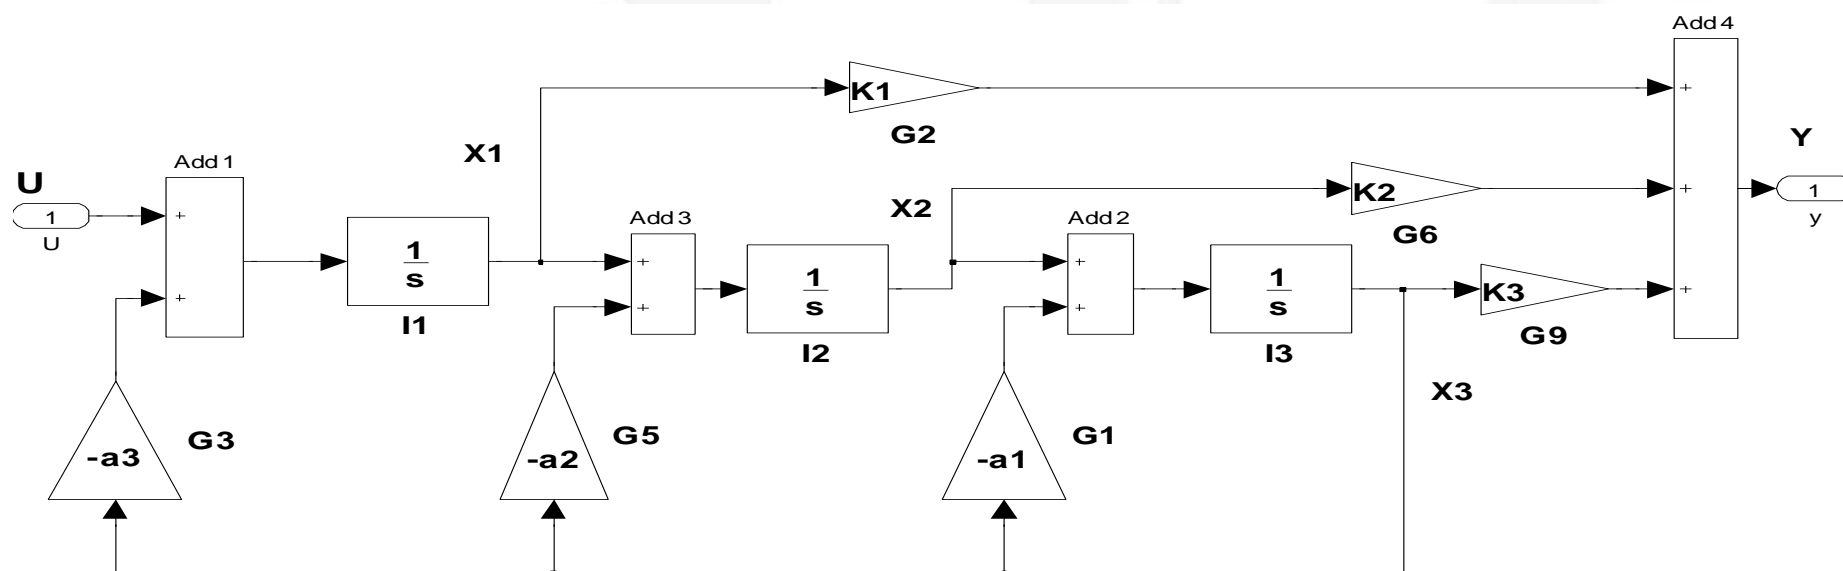 Add 4
K1
+
G2
Y
X1
Add 1
U
1
U
+
+
K2
+
1
y
X2
G6
Add 3
Add 2
1
s
I1
+
+
1
s
I2
+
+
1
s
I3
K3
+
G9
X3
-a3
G3
-a2
G5
-a1
G1